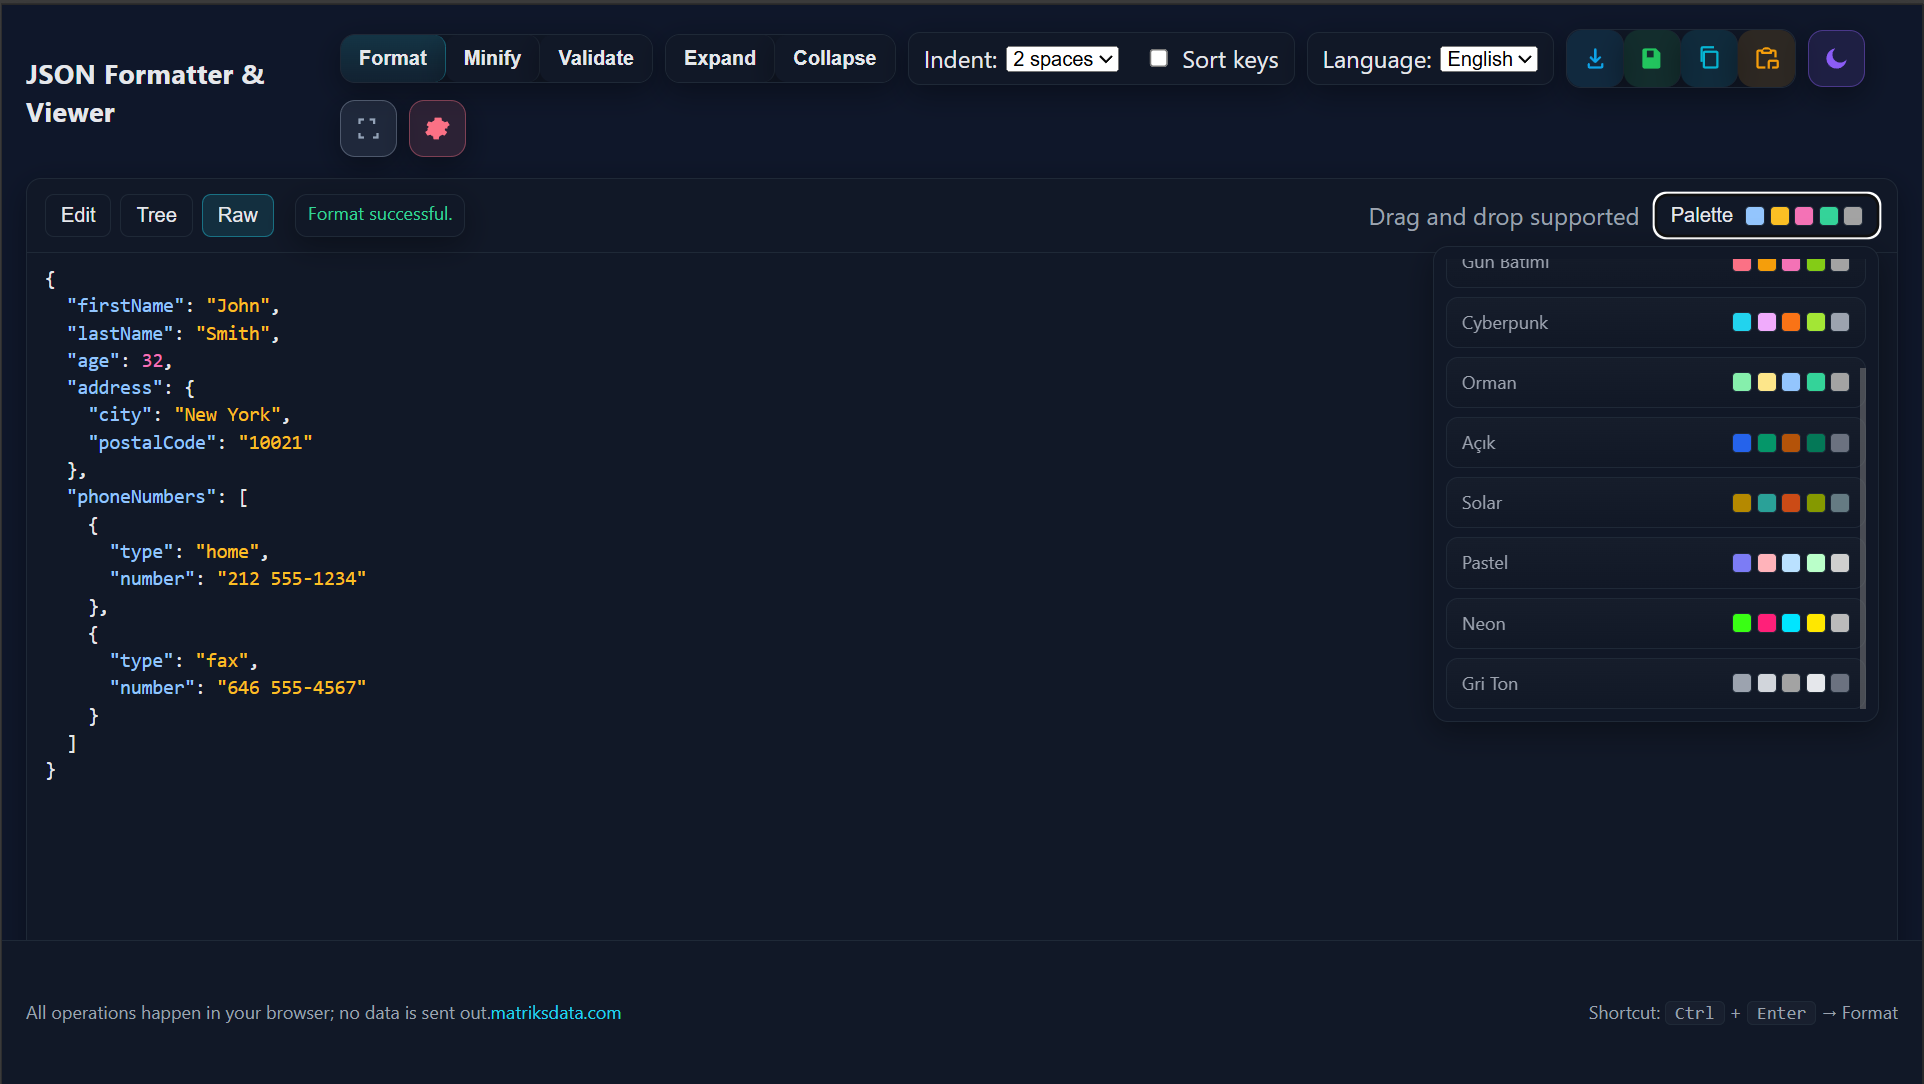 JSON Formatter &
Viewer
Format Minify Validate Expand Collapse Indent: 2 spaces Sort keys Language: English
Edit Tree Raw Format successful. Drag and drop supported Palette
{
  "firstName": "John",
  "lastName": "Smith",
  "age": 32,
  "address": {
    "city": "New York",
    "postalCode": "10021"
  },
  "phoneNumbers": [
    {
      "type": "home",
      "number": "212 555-1234"
    },
    {
      "type": "fax",
      "number": "646 555-4567"
    }
  ]
}
Gün Batımı
Cyberpunk
Orman
Açık
Solar
Pastel
Neon
Gri Ton
All operations happen in your browser; no data is sent out.matriksdata.com
Shortcut: Ctrl + Enter → Format